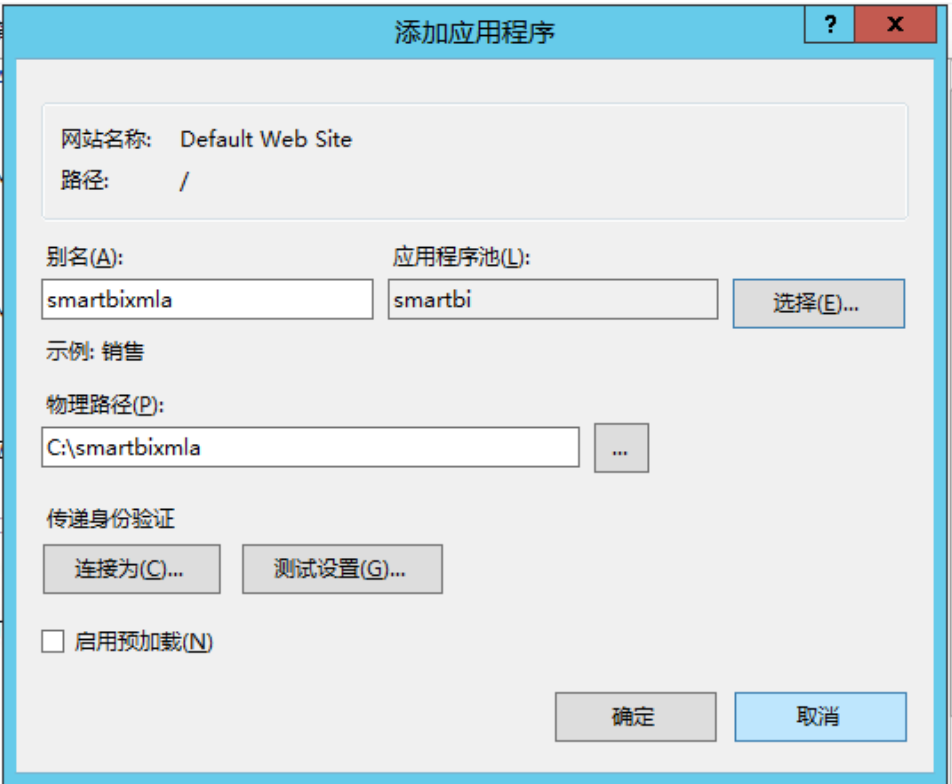 添加应用程序
?
x
网站名称: Default Web Site
路径: /
别名(A): 应用程序池(L):
smartbixmla smartbi 选择(E)...
示例: 销售
物理路径(P):
C:\smartbixmla ...
传递身份验证
连接为(C)... 测试设置(G)...
启用预加载(N)
确定 取消